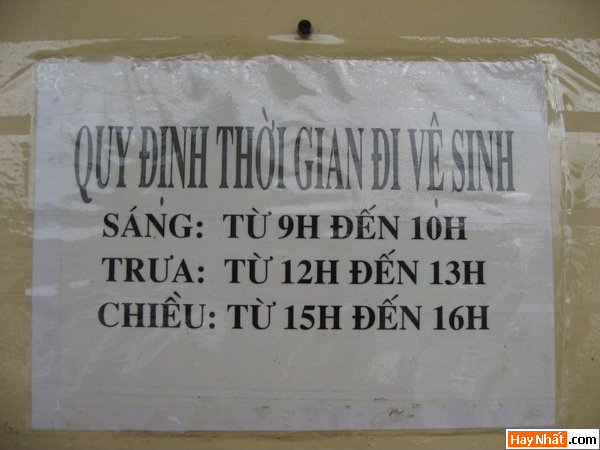 QUY ĐỊNH THỜI GIAN ĐI VỆ SINH
SÁNG: TỪ 9H ĐẾN 10H
TRƯA: TỪ 12H ĐẾN 13H
CHIỀU: TỪ 15H ĐẾN 16H
HayNhất.com